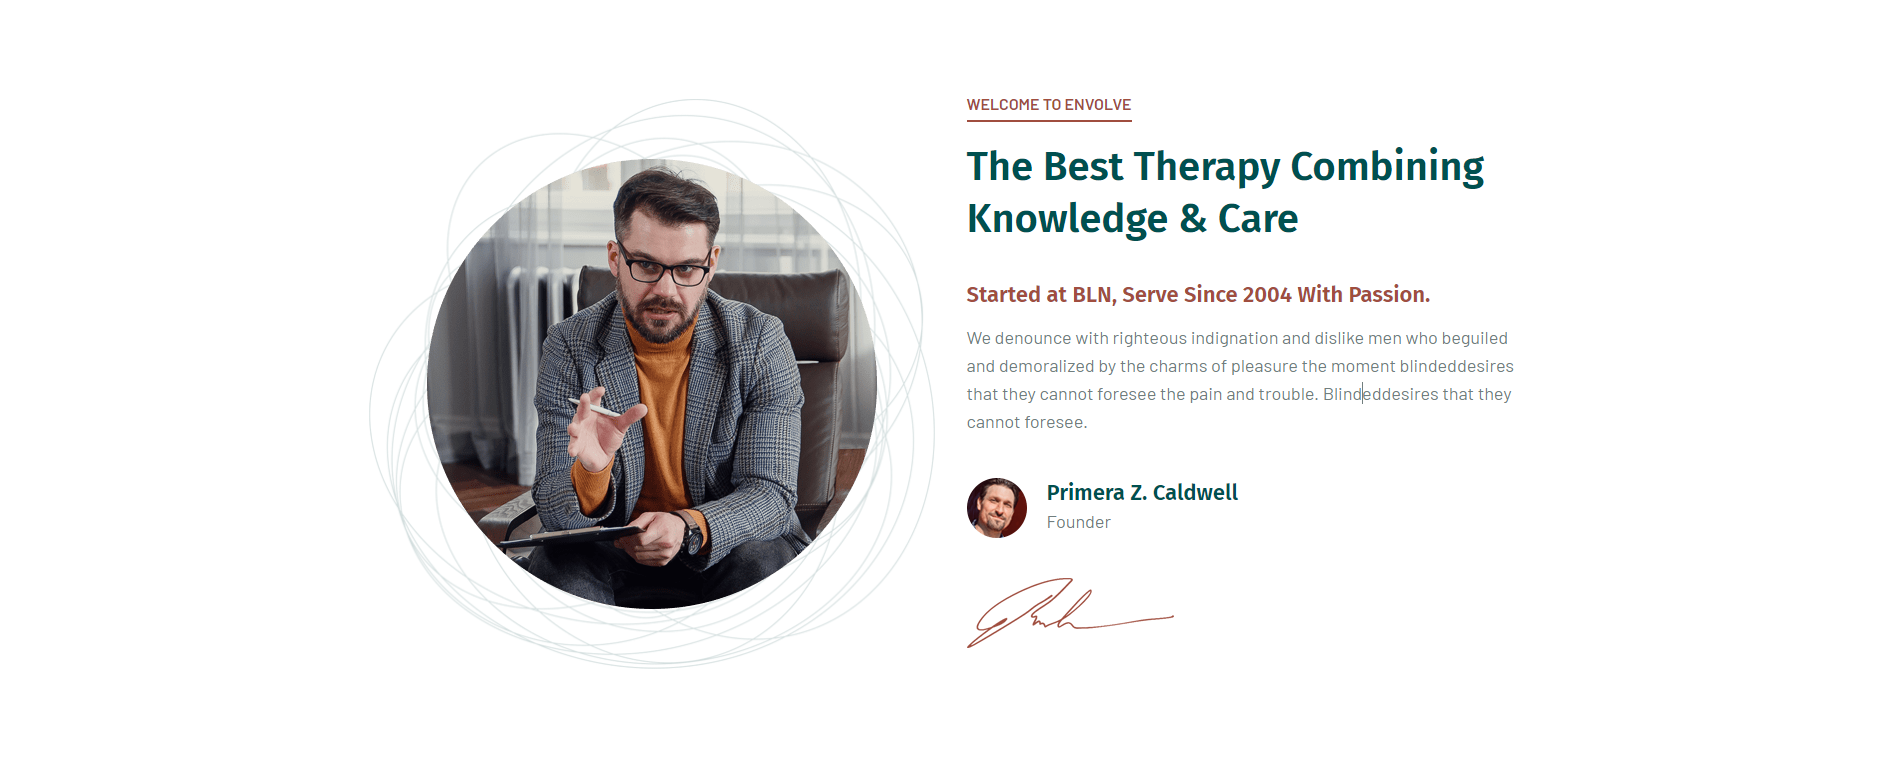 WELCOME TO ENVOLVE
The Best Therapy Combining
Knowledge & Care
Started at BLN, Serve Since 2004 With Passion.
We denounce with righteous indignation and dislike men who beguiled
and demoralized by the charms of pleasure the moment blindeddesires
that they cannot foresee the pain and trouble. Blindeddesires that they
cannot foresee.
Primera Z. Caldwell
Founder